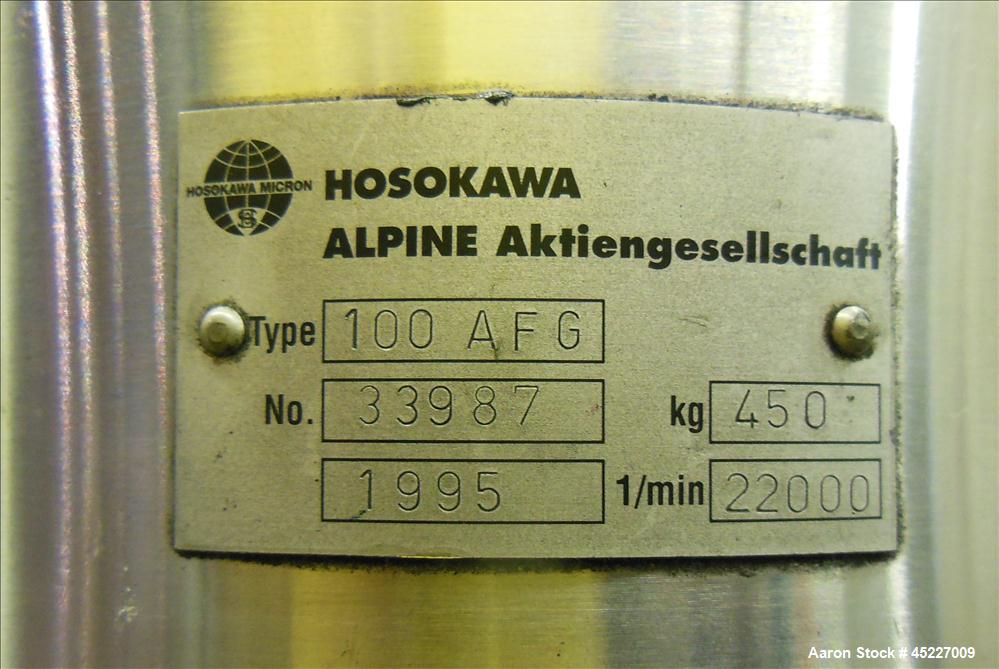 HOSOKAWA MICRON
HOSOKAWA
ALPINE Aktiengesellschaft
Type 100 AFG
No. 33987 kg 450
1995 1/min 22000
Aaron Stock # 45227009